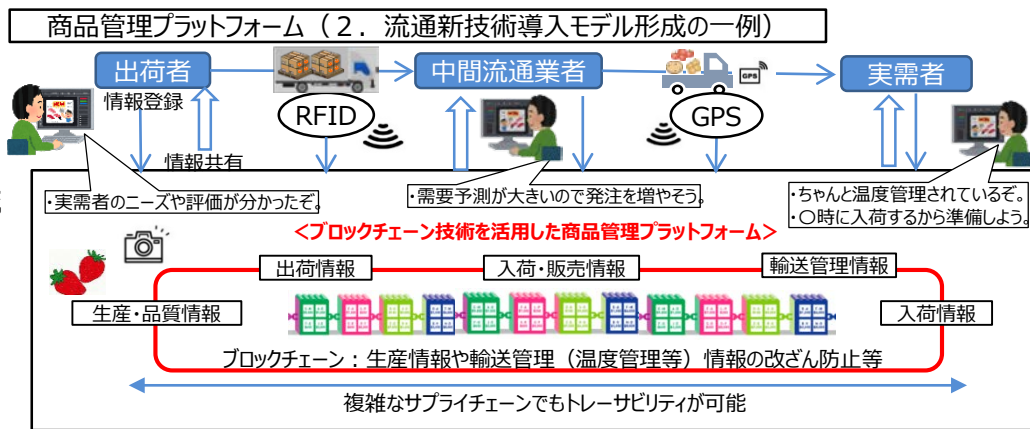 商品管理プラットフォーム（２．流通新技術導入モデル形成の一例）
出荷者
中間流通業者
実需者
情報登録
RFID
GPS
GPS
情報共有
・実需者のニーズや評価が分かったぞ。
・需要予測が大きいので発注を増やそう。
・ちゃんと温度管理されているぞ。
・〇時に入荷するから準備しよう。
<ブロックチェーン技術を活用した商品管理プラットフォーム>
出荷情報
入荷・販売情報
輸送管理情報
生産・品質情報
入荷情報
ブロックチェーン：生産情報や輸送管理（温度管理等）情報の改ざん防止等
複雑なサプライチェーンでもトレーサビリティが可能